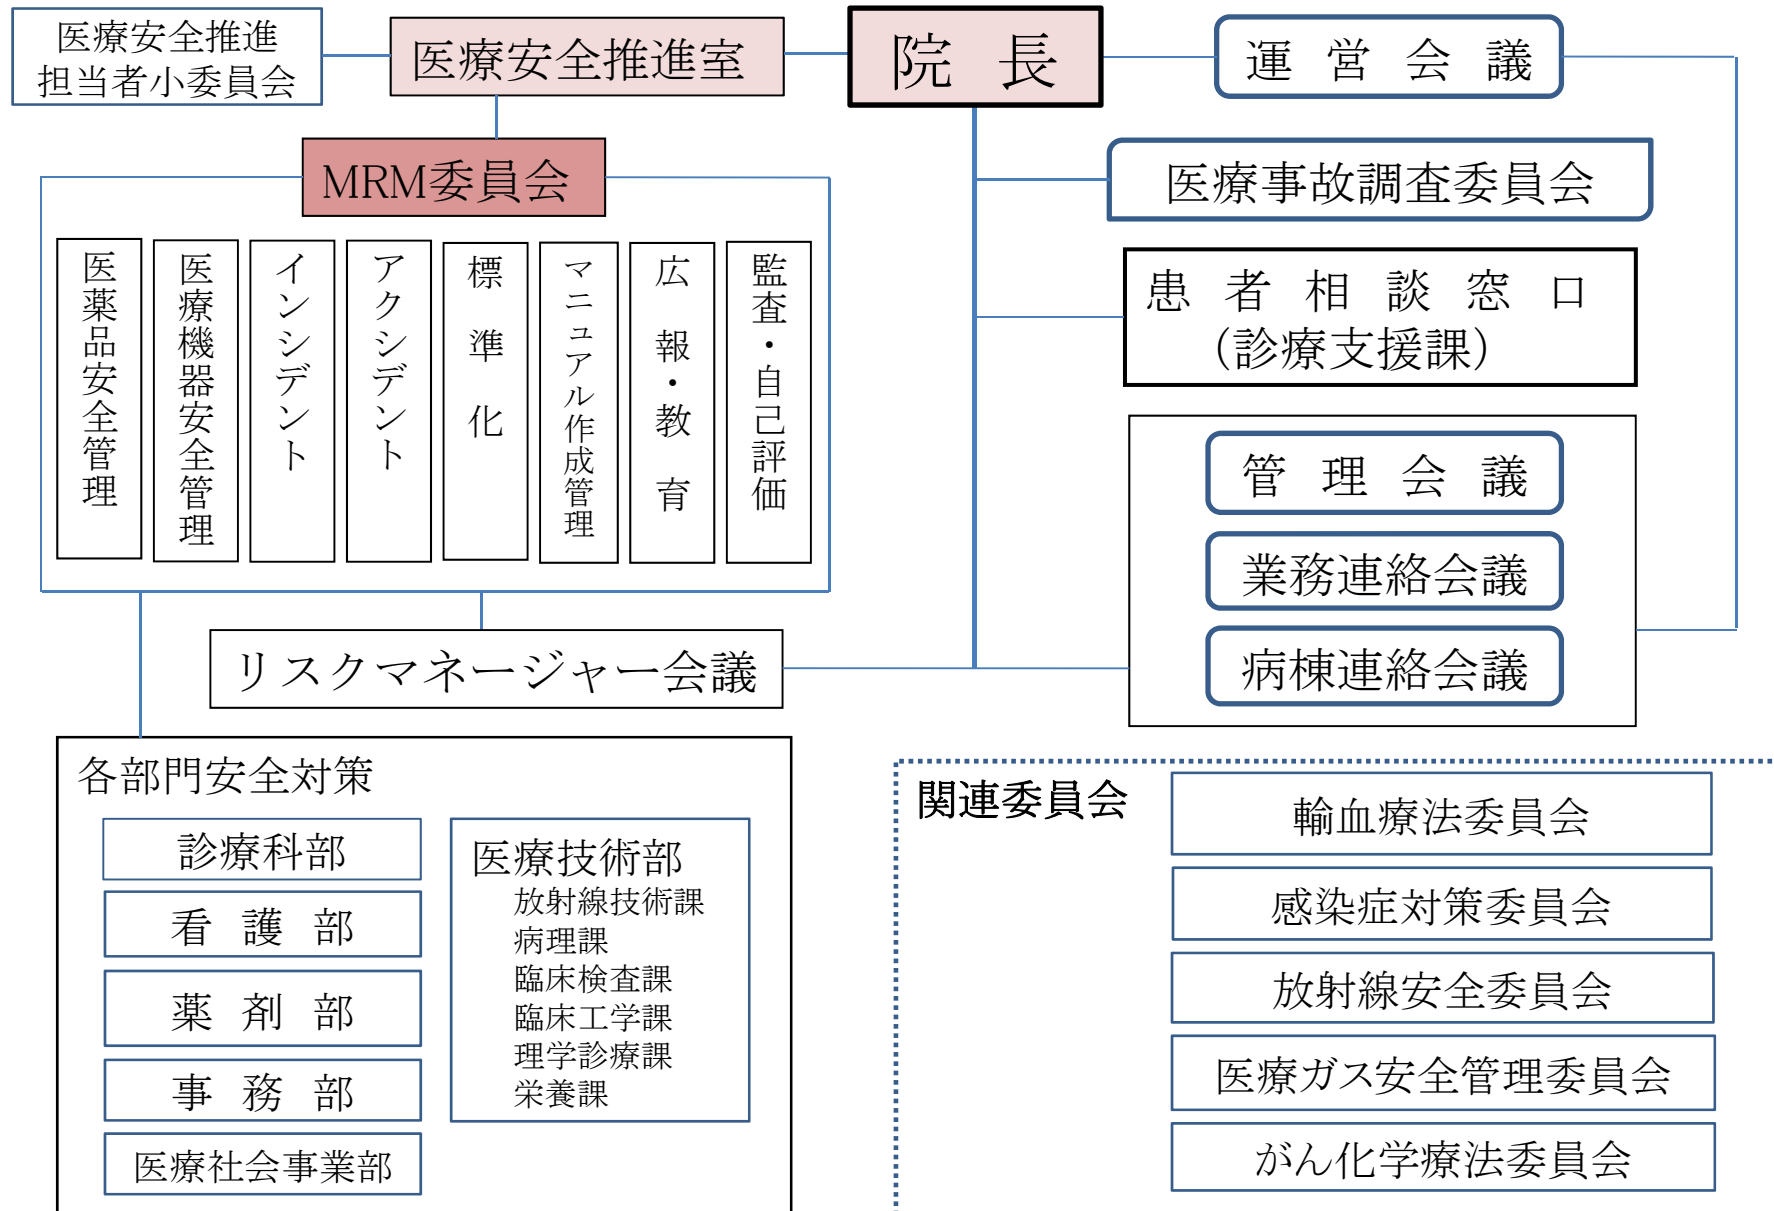 医療安全推進
担当者小委員会
医療安全推進室
院 長
運 営 会 議
MRM委員会
医療事故調査委員会
医薬品安全管理
医療機器安全管理
インシデント
アクシデント
標 準 化
マニュアル作成管理
広 報・教 育
監査・自己評価
患 者 相 談 窓 口
(診療支援課)
管 理 会 議
業務連絡会議
病棟連絡会議
リスクマネージャー会議
各部門安全対策
診療科部
看 護 部
薬 剤 部
事 務 部
医療社会事業部
医療技術部
放射線技術課
病理課
臨床検査課
臨床工学課
理学診療課
栄養課
関連委員会
輸血療法委員会
感染症対策委員会
放射線安全委員会
医療ガス安全管理委員会
がん化学療法委員会